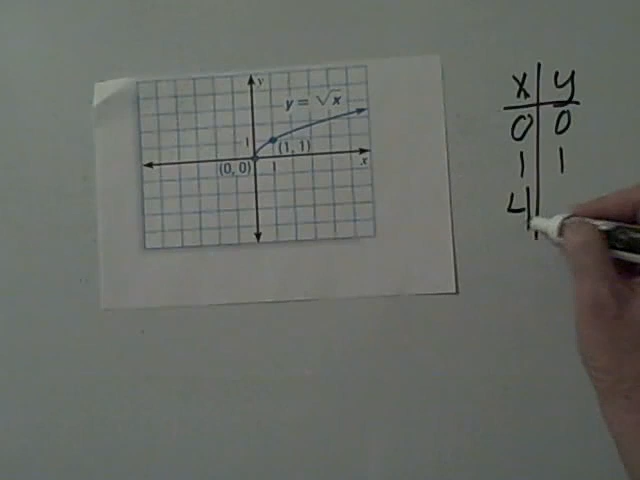 y
y = √x
1
(1, 1)
(0, 0)
1
x
x y
0 0
1 1
4